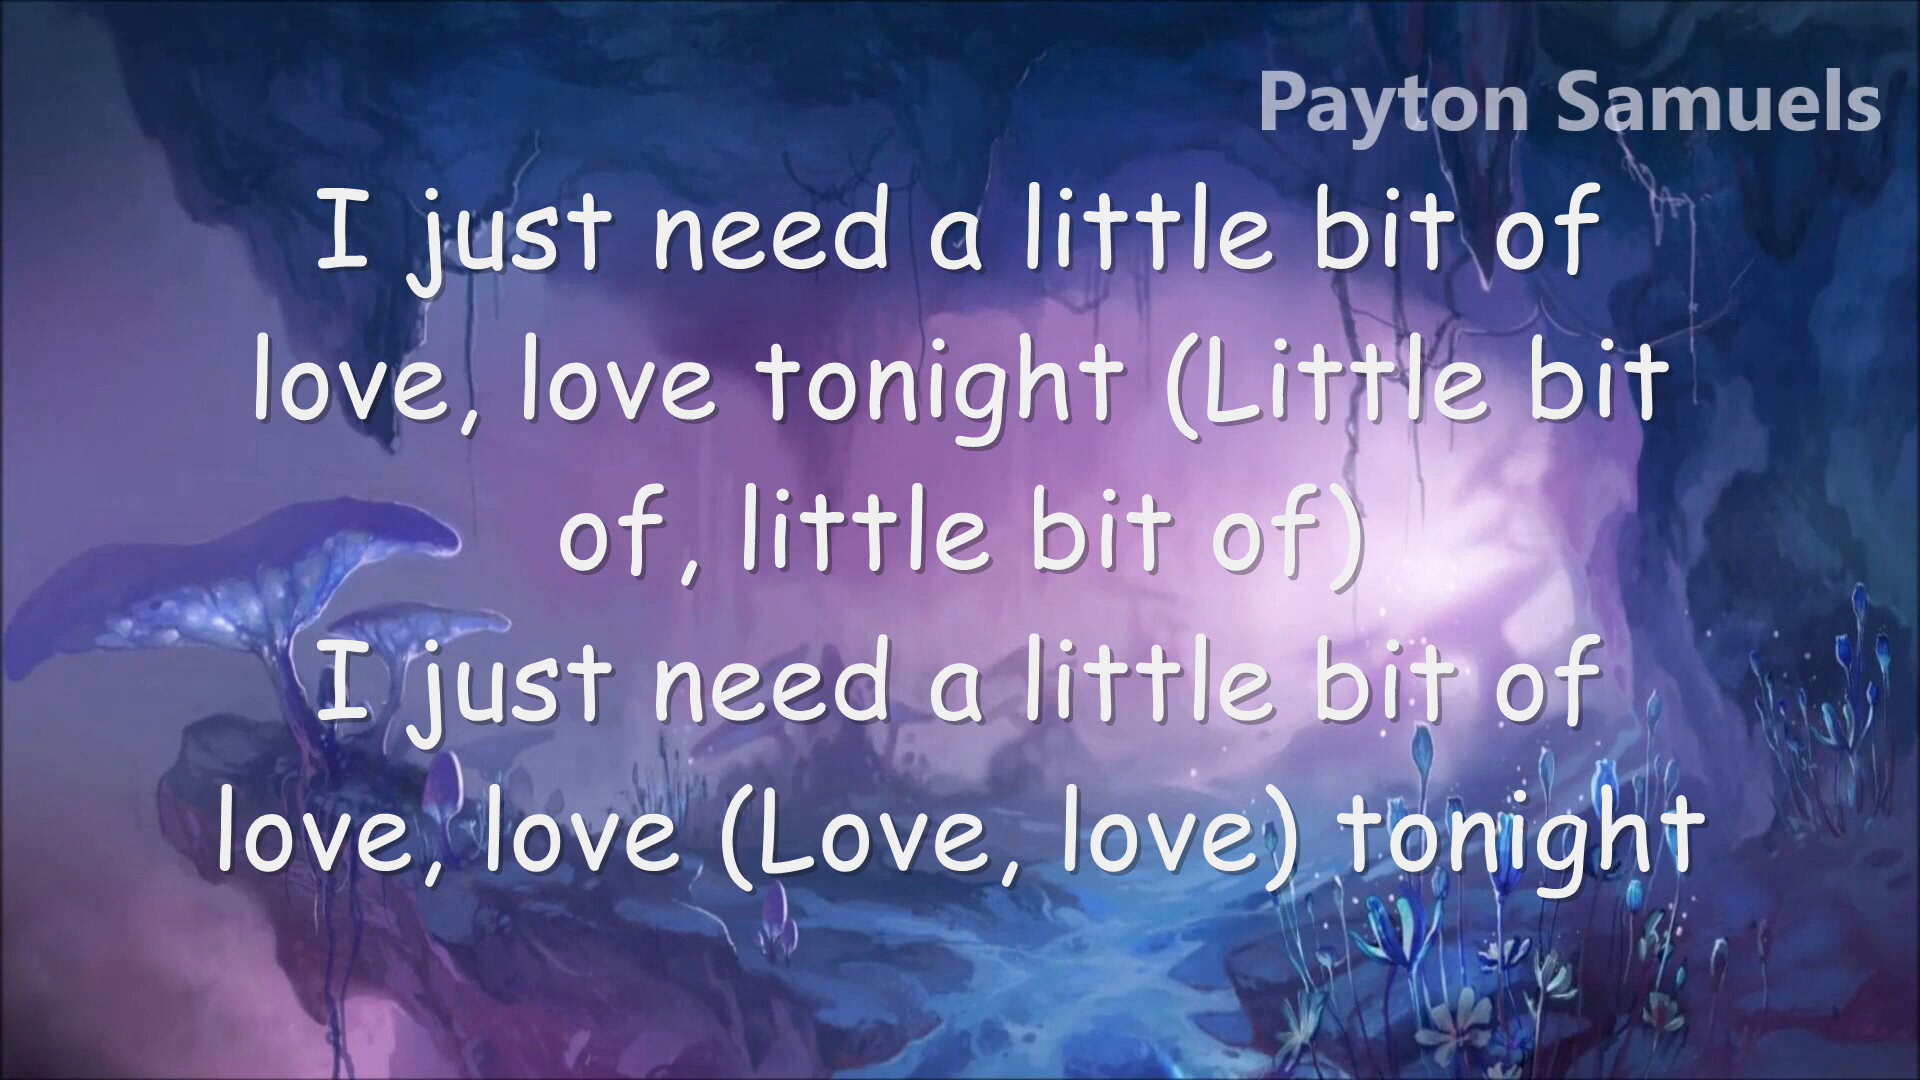 Payton Samuels
I just need a little bit of
love, love tonight (Little bit
of, little bit of)
I just need a little bit of
love, love (Love, love) tonight